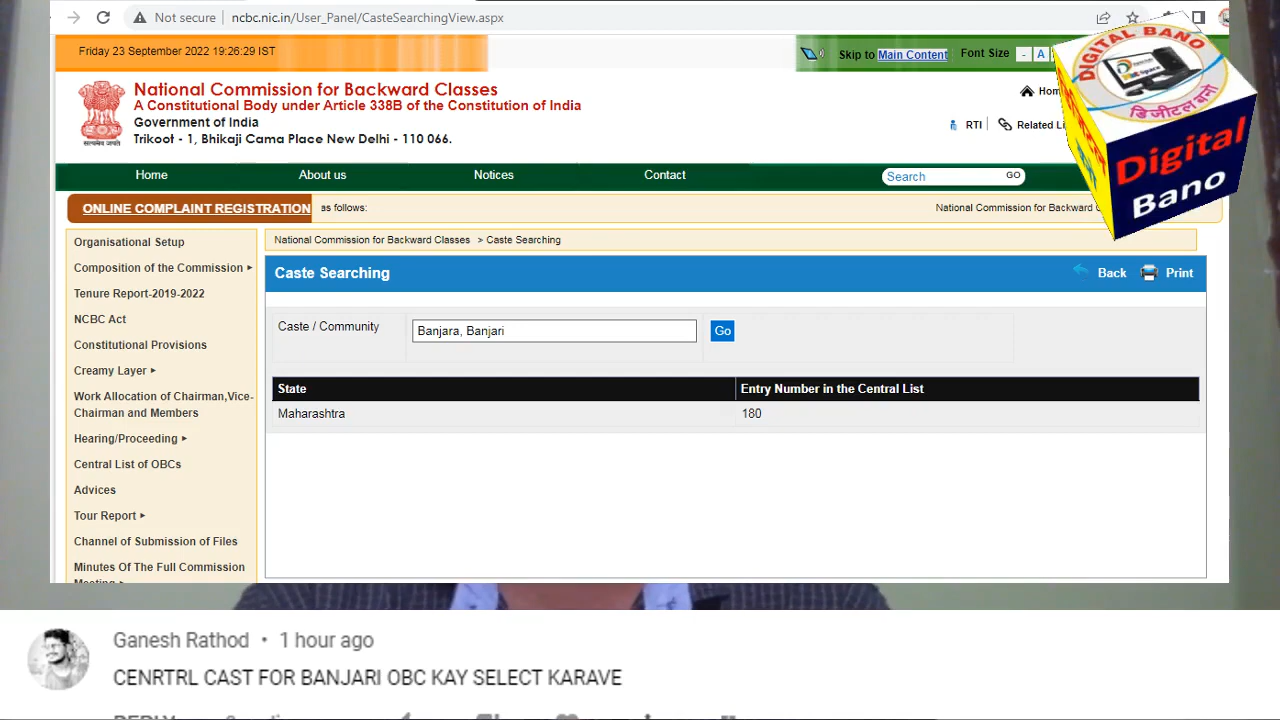 Not secure | ncbc.nic.in/User_Panel/CasteSearchingView.aspx
Friday 23 September 2022 19:26:29 IST
Skip to Main Content Font Size - A
National Commission for Backward Classes
A Constitutional Body under Article 338B of the Constitution of India
Government of India
Trikoot - 1, Bhikaji Cama Place New Delhi - 110 066.
सत्यमेव जयते
RTI Related
DIGITAL BANO
डिजीटल बनो
Digital
Bano
Home About us Notices Contact Search GO
ONLINE COMPLAINT REGISTRATION as follows: National Commission for Backward
Organisational Setup
Composition of the Commission
Tenure Report-2019-2022
NCBC Act
Constitutional Provisions
Creamy Layer
Work Allocation of Chairman,Vice-
Chairman and Members
Hearing/Proceeding
Central List of OBCs
Advices
Tour Report
Channel of Submission of Files
Minutes Of The Full Commission
Meeting
National Commission for Backward Classes > Caste Searching
Caste Searching Back Print
Caste / Community Banjara, Banjari Go
State Entry Number in the Central List
Maharashtra 180
Ganesh Rathod • 1 hour ago
CENRTRL CAST FOR BANJARI OBC KAY SELECT KARAVE